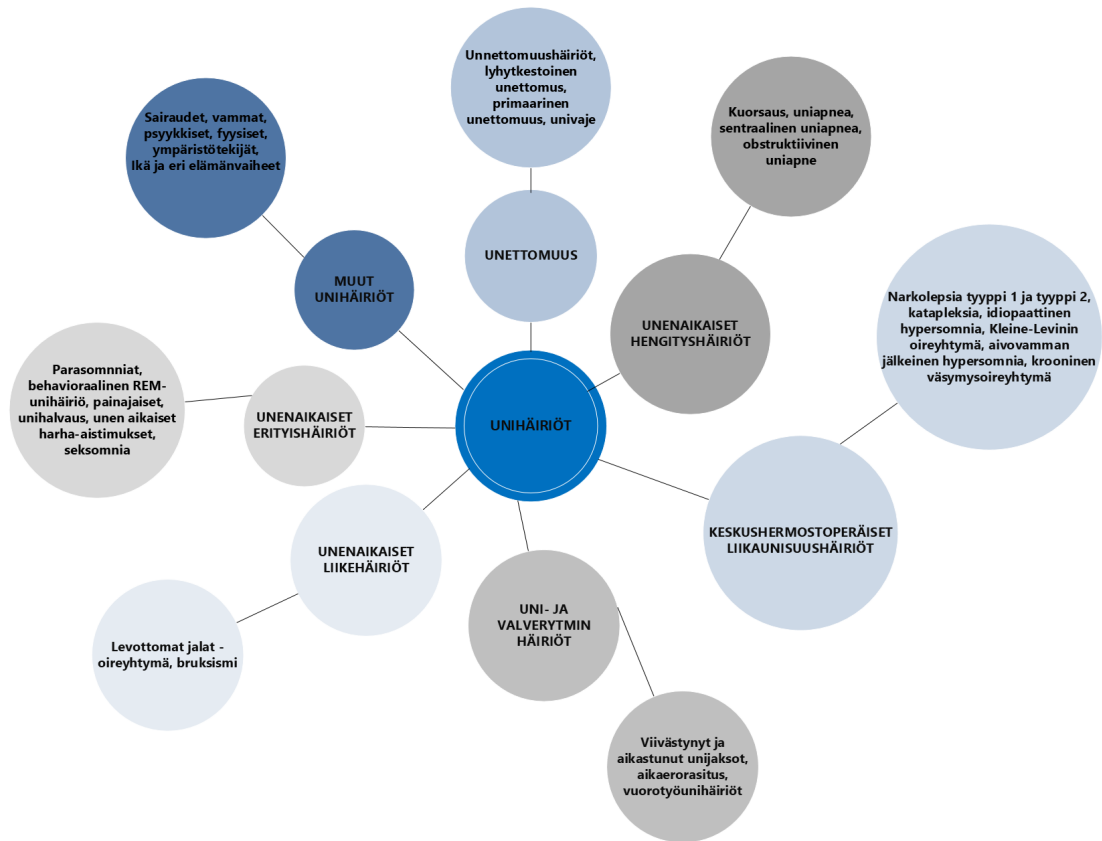 Unnettomuushäiriöt,
lyhytkestoinen
unettomus,
primaarinen
unettomuus, univaje
Kuorsaus, uniapnea,
sentraalinen uniapnea,
obstruktiivinen
uniapne
Sairaudet, vammat,
psyykkiset, fyysiset,
ympäristötekijät,
Ikä ja eri elämänvaiheet
UNETTOMUUS
MUUT
UNIHÄIRIÖT
UNENAIKAISET
HENGITYSHÄIRIÖT
Narkolepsia tyyppi 1 ja tyyppi 2,
katapleksia, idiopaattinen
hypersomnia, Kleine-Levinin
oireyhtymä, aivovamman
jälkeinen hypersomnia, krooninen
väsymysoireyhtymä
Parasomnniat,
behavioraalinen REM-
unihäiriö, painajaiset,
unihalvaus, unen aikaiset
harha-aistimukset,
seksomnia
UNENAIKAISET
ERITYISHÄIRIÖT
UNIHÄIRIÖT
KESKUSHERMOSTOPERÄISET
LIIKAUNISUUSHÄIRIÖT
UNENAIKAISET
LIIKEHÄIRIÖT
UNI- JA
VALVERYTMIN
HÄIRIÖT
Levottomat jalat -
oireyhtymä, bruksismi
Viivästynyt ja
aikastunut unijaksot,
aikaerorasitus,
vuorotyöunihäiriöt